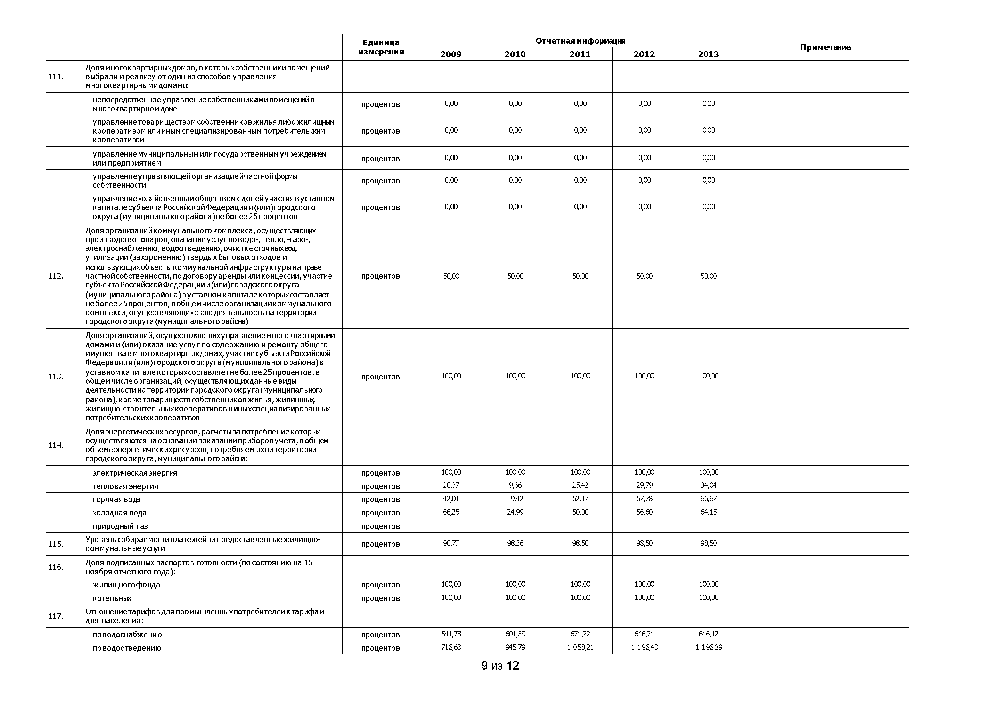 Единица измерения
Отчетная информация
Примечание
2009 2010 2011 2012 2013
111.
Доля многоквартирных домов, в которых собственники помещений
выбрали и реализуют один из способов управления
многоквартирными домами:
непосредственное управление собственниками помещений в
многоквартирном доме
процентов 0,00 0,00 0,00 0,00 0,00
управление товариществом собственников жилья либо жилищным
кооперативом или иным специализированным потребительским
кооперативом
процентов 0,00 0,00 0,00 0,00 0,00
управление муниципальным или государственным учреждением
или предприятием
процентов 0,00 0,00 0,00 0,00 0,00
управление управляющей организацией частной формы
собственности
процентов 0,00 0,00 0,00 0,00 0,00
управление хозяйственным обществом с долей участия в уставном
капитале субъекта Российской Федерации и (или) городского
округа (муниципального района) не более 25 процентов
процентов 0,00 0,00 0,00 0,00 0,00
112.
Доля организаций коммунального комплекса, осуществляющих
производство товаров, оказание услуг по водо-, тепло, -газо-,
электроснабжению, водоотведению, очистке сточных вод,
утилизации (захоронению) твердых бытовых отходов и
использующих объекты коммунальной инфраструктуры на праве
частной собственности, по договору аренды или концессии, участие
субъекта Российской Федерации и (или) городского округа
(муниципального района) в уставном капитале которых составляет
не более 25 процентов, в общем числе организаций коммунального
комплекса, осуществляющих свою деятельность на территории
городского округа (муниципального района)
процентов 50,00 50,00 50,00 50,00 50,00
113.
Доля организаций, осуществляющих управление многоквартирными
домами и (или) оказание услуг по содержанию и ремонту общего
имущества в многоквартирных домах, участие субъекта Российской
Федерации и (или) городского округа (муниципального района) в
уставном капитале которых составляет не более 25 процентов, в
общем числе организаций, осуществляющих данные виды
деятельности на территории городского округа (муниципального
района), кроме товариществ собственников жилья, жилищных,
жилищно-строительных кооперативов и иных специализированных
потребительских кооперативов
процентов 100,00 100,00 100,00 100,00 100,00
114.
Доля энергетических ресурсов, расчеты за потребление которых
осуществляются на основании показаний приборов учета, в общем
объеме энергетических ресурсов, потребляемых на территории
городского округа, муниципального района:
электрическая энергия процентов 100,00 100,00 100,00 100,00 100,00
тепловая энергия процентов 20,37 9,66 25,42 29,79 34,04
горячая вода процентов 42,01 19,42 52,17 57,78 66,67
холодная вода процентов 66,25 24,99 50,00 56,60 64,15
природный газ процентов
115.
Уровень собираемости платежей за предоставленные жилищно-
коммунальные услуги
процентов 90,77 98,36 98,50 98,50 98,50
116.
Доля подписанных паспортов готовности (по состоянию на 15
ноября отчетного года):
жилищного фонда процентов 100,00 100,00 100,00 100,00 100,00
котельных процентов 100,00 100,00 100,00 100,00 100,00
117.
Отношение тарифов для промышленных потребителей к тарифам
для населения:
по водоснабжению процентов 541,78 601,39 674,22 646,24 646,12
по водоотведению процентов 716,63 945,79 1 058,21 1 196,43 1 196,39
9 из 12